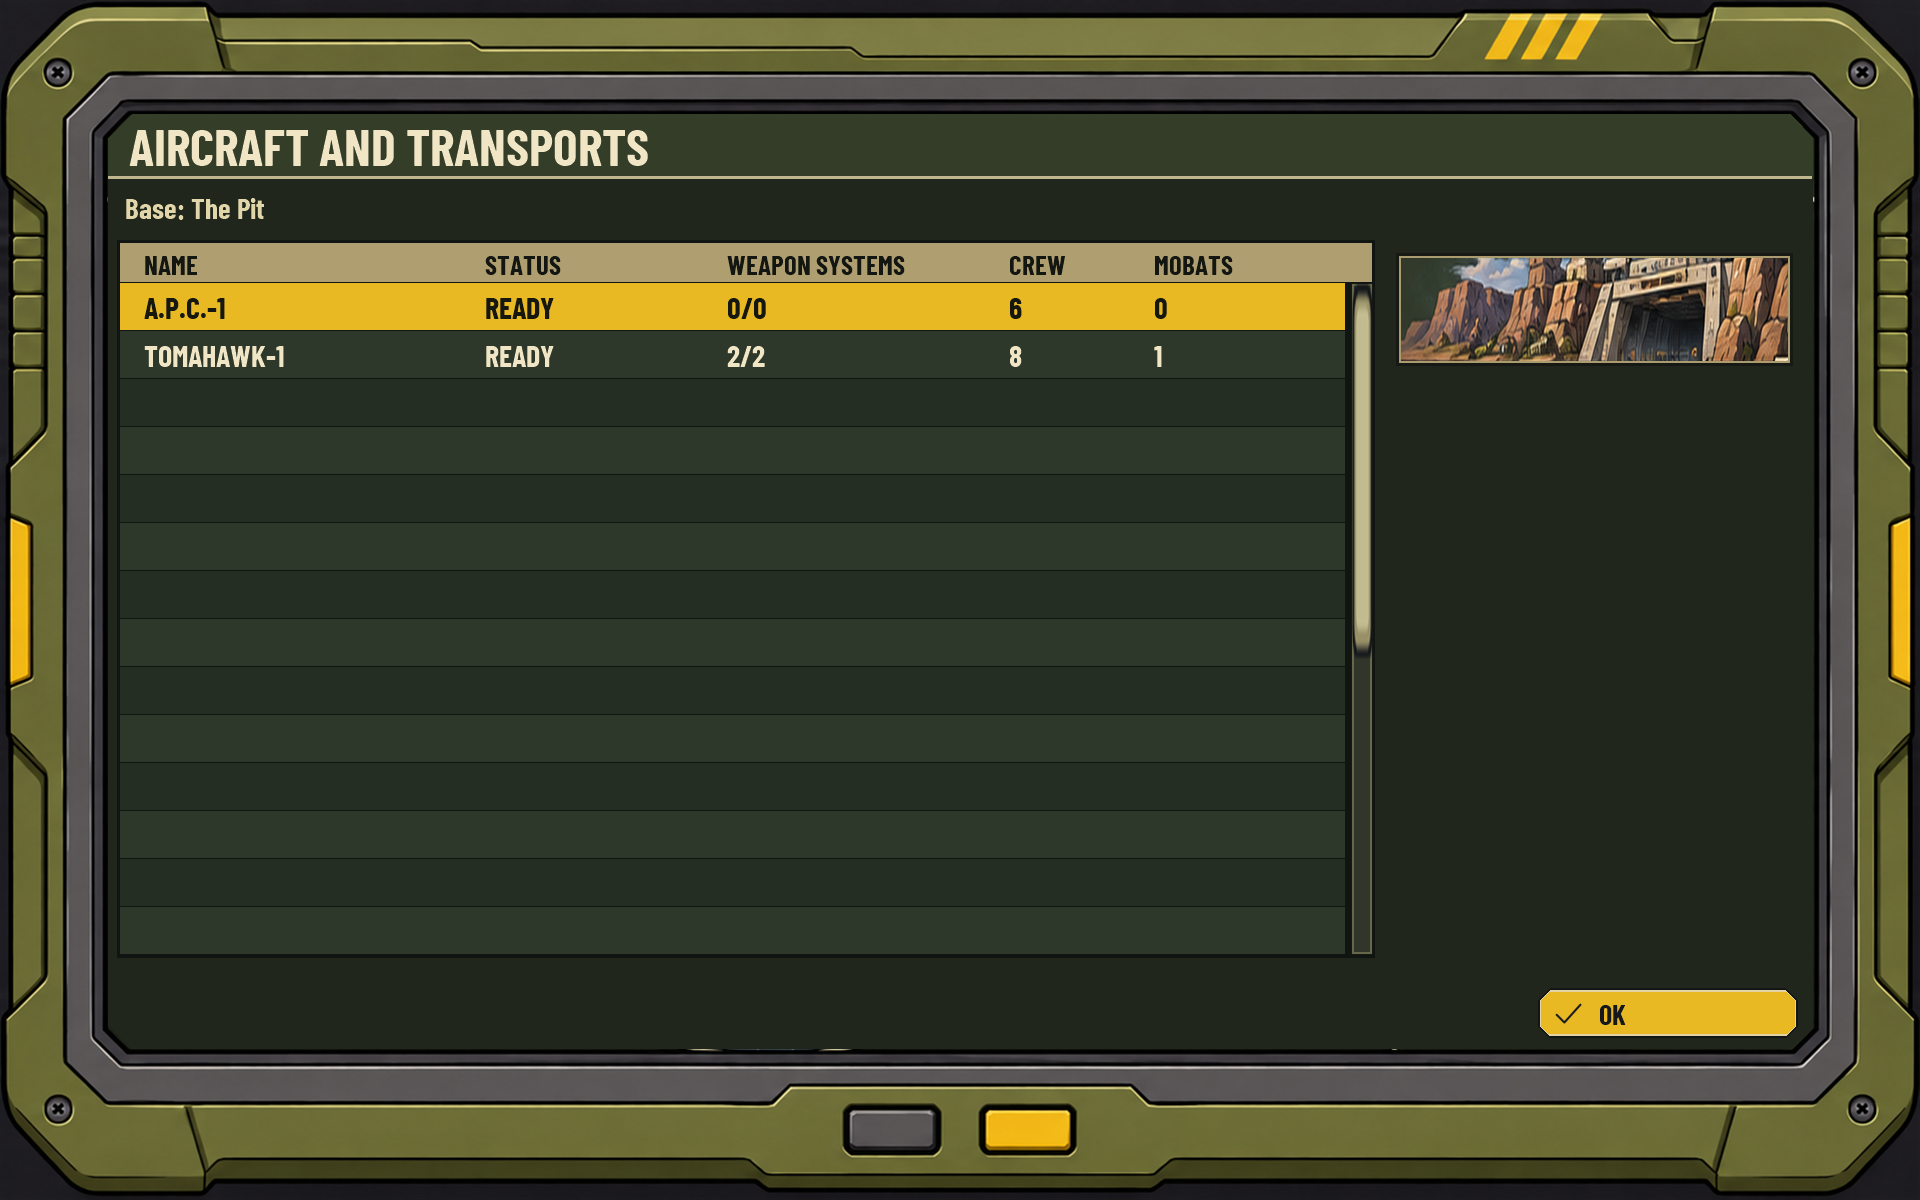 AIRCRAFT AND TRANSPORTS
Base: The Pit
NAME STATUS WEAPON SYSTEMS CREW MOBATS
A.P.C.-1 READY 0/0 6 0
TOMAHAWK-1 READY 2/2 8 1
OK